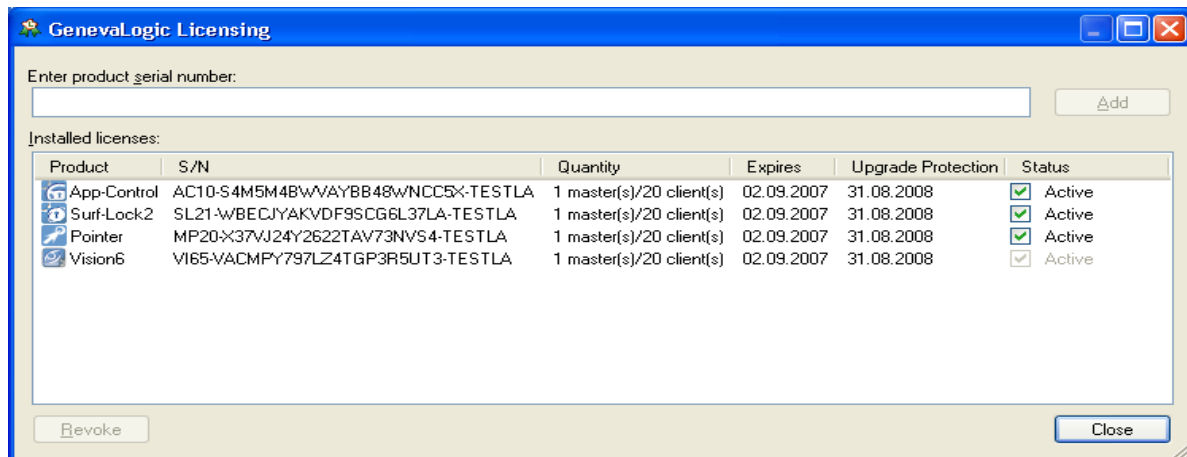 GenevaLogic Licensing
Enter product serial number:
Add
Installed licenses:
Product S/N Quantity Expires Upgrade Protection Status
App-Control AC10-S4M5M4BWVAYBB48WNCC5X-TESTLA 1 master(s)/20 client(s) 02.09.2007 31.08.2008 Active
Surf-Lock2 SL21-WBECJYAKVDF9SCG6L37LA-TESTLA 1 master(s)/20 client(s) 02.09.2007 31.08.2008 Active
Pointer MP20-X37VJ24Y2622TAV73NVS4-TESTLA 1 master(s)/20 client(s) 02.09.2007 31.08.2008 Active
Vision6 VI65-VACMPY797LZ4TGP3R5UT3-TESTLA 1 master(s)/20 client(s) 02.09.2007 31.08.2008 Active
Revoke Close